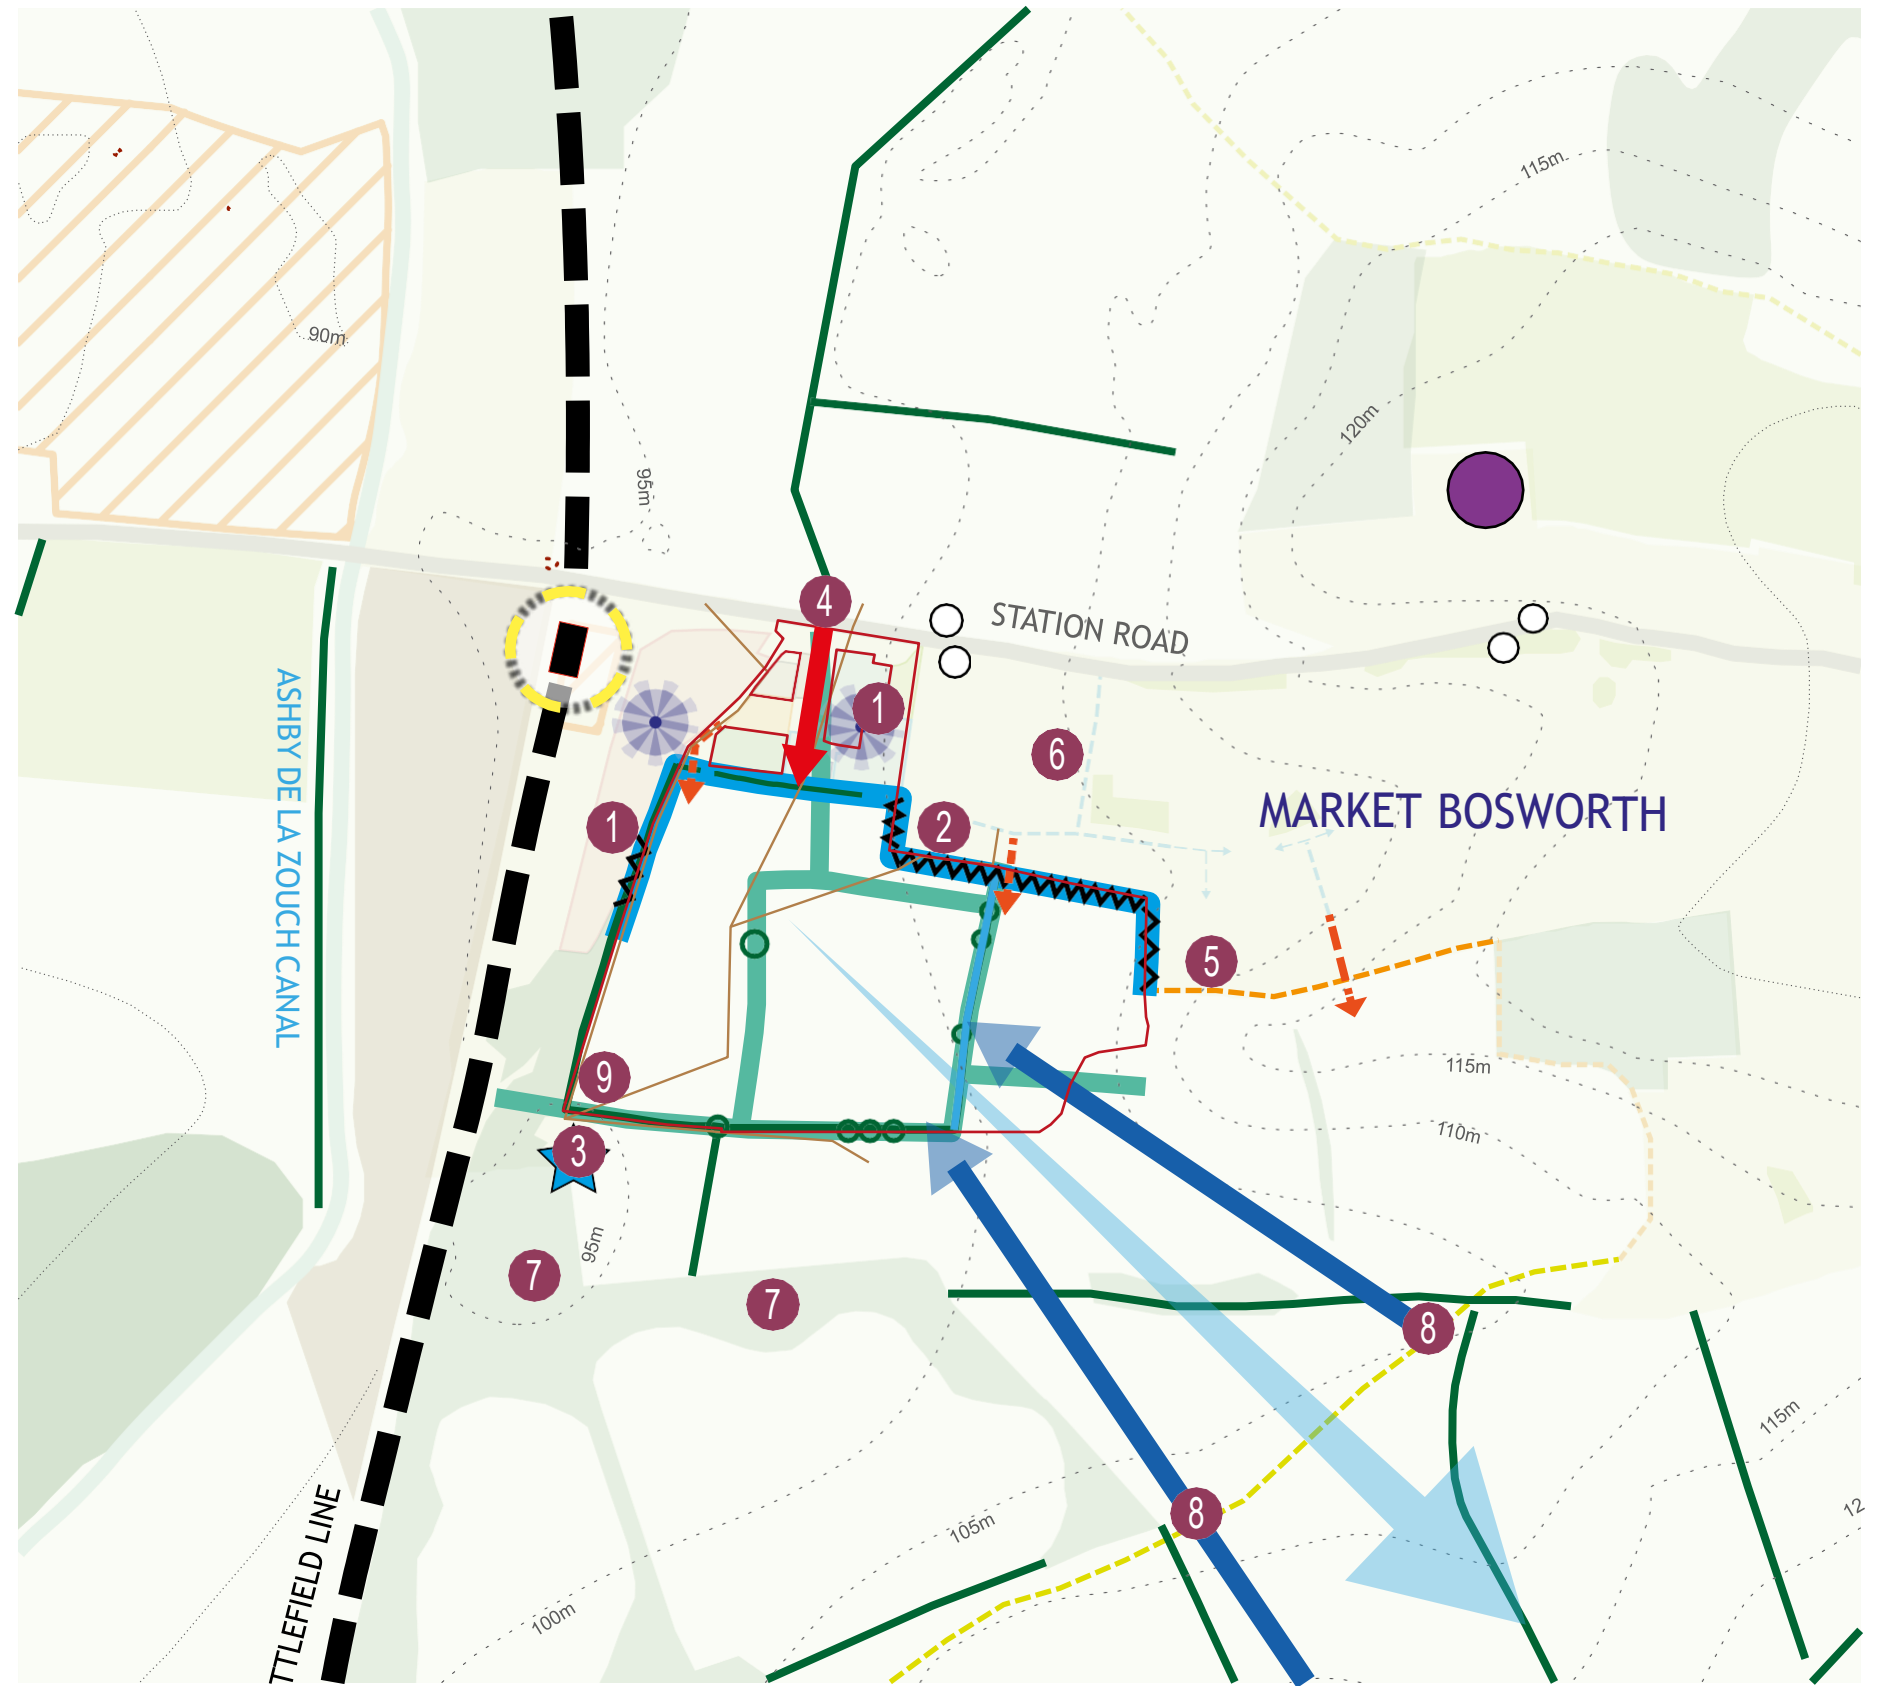 115m
90m
120m
95m
4
STATION ROAD
ASHBY DE LA ZOUCH CANAL
1
6
MARKET BOSWORTH
1
2
5
9
115m
3
110m
95m
7
7
8
115m
8
105m
12
100m
TTLEFIELD LINE